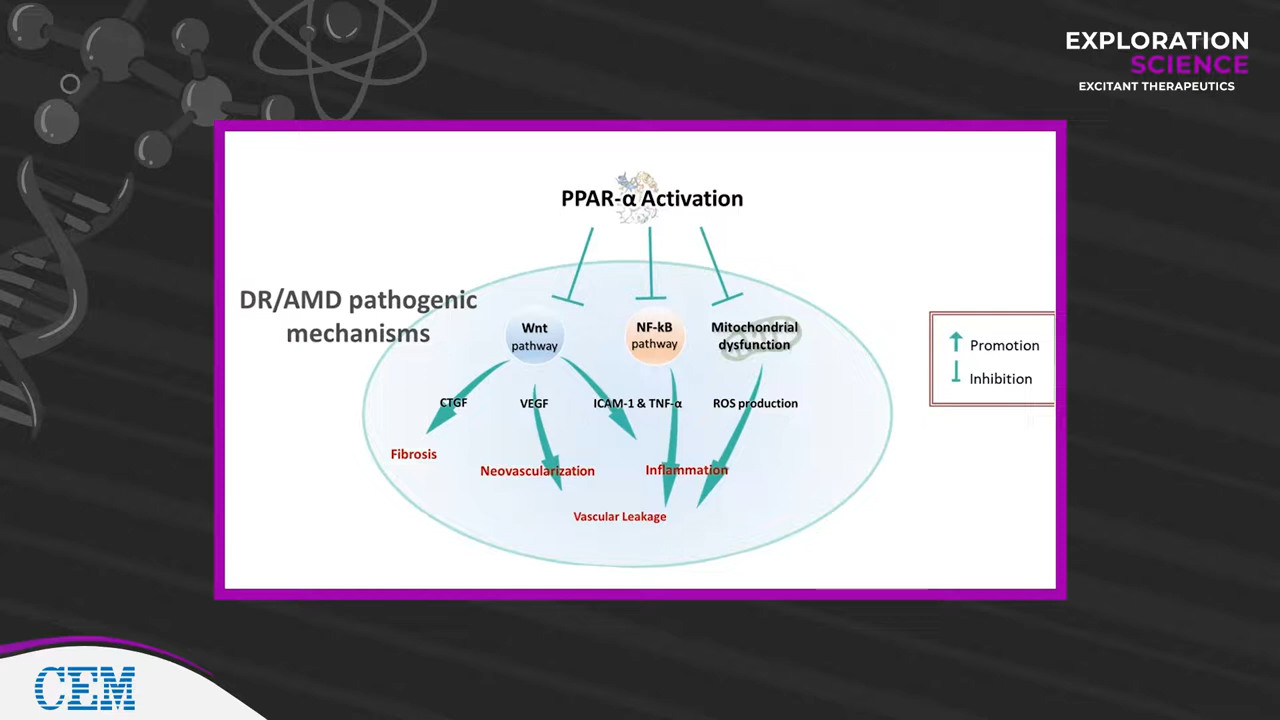 EXPLORATION
SCIENCE
EXCITANT THERAPEUTICS
PPAR-α Activation
DR/AMD pathogenic
mechanisms
Wnt
pathway
NF-kB
pathway
Mitochondrial
dysfunction
Promotion
Inhibition
CTGF
VEGF
ICAM-1 & TNF-α
ROS production
Fibrosis
Neovascularization
Inflammation
Vascular Leakage
CEM